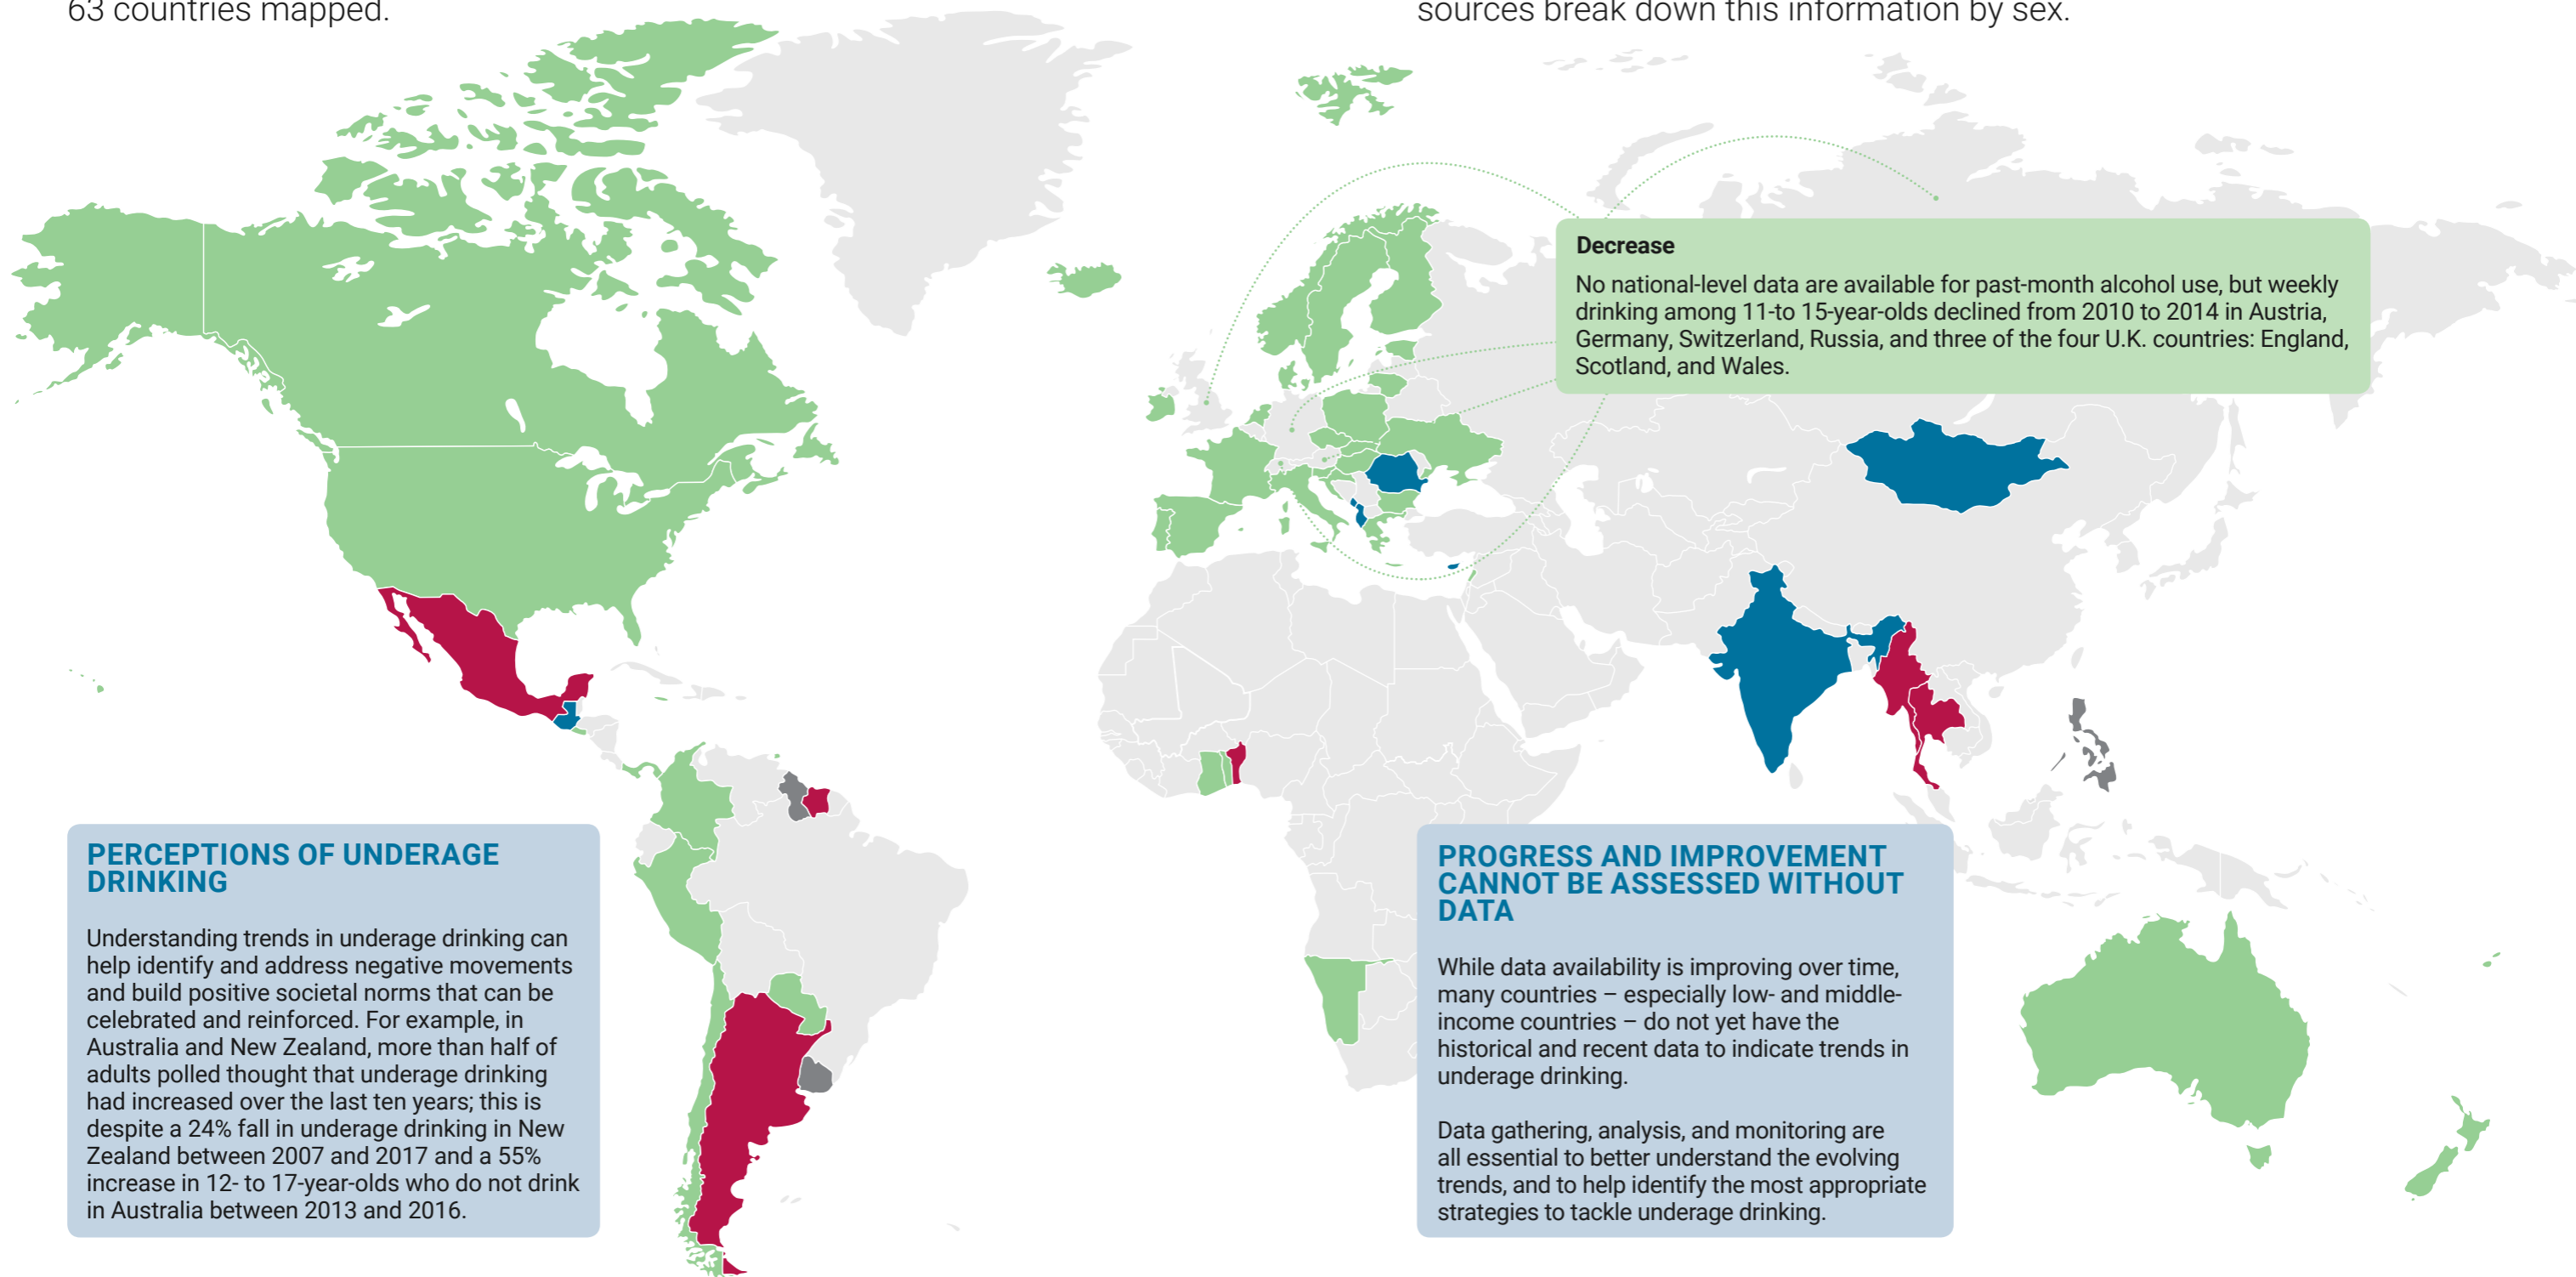 63 countries mapped.
sources break down this information by sex.
Decrease
No national-level data are available for past-month alcohol use, but weekly
drinking among 11-to 15-year-olds declined from 2010 to 2014 in Austria,
Germany, Switzerland, Russia, and three of the four U.K. countries: England,
Scotland, and Wales.
PERCEPTIONS OF UNDERAGE
DRINKING
Understanding trends in underage drinking can
help identify and address negative movements
and build positive societal norms that can be
celebrated and reinforced. For example, in
Australia and New Zealand, more than half of
adults polled thought that underage drinking
had increased over the last ten years; this is
despite a 24% fall in underage drinking in New
Zealand between 2007 and 2017 and a 55%
increase in 12- to 17-year-olds who do not drink
in Australia between 2013 and 2016.
PROGRESS AND IMPROVEMENT
CANNOT BE ASSESSED WITHOUT
DATA
While data availability is improving over time,
many countries – especially low- and middle-
income countries – do not yet have the
historical and recent data to indicate trends in
underage drinking.
Data gathering, analysis, and monitoring are
all essential to better understand the evolving
trends, and to help identify the most appropriate
strategies to tackle underage drinking.